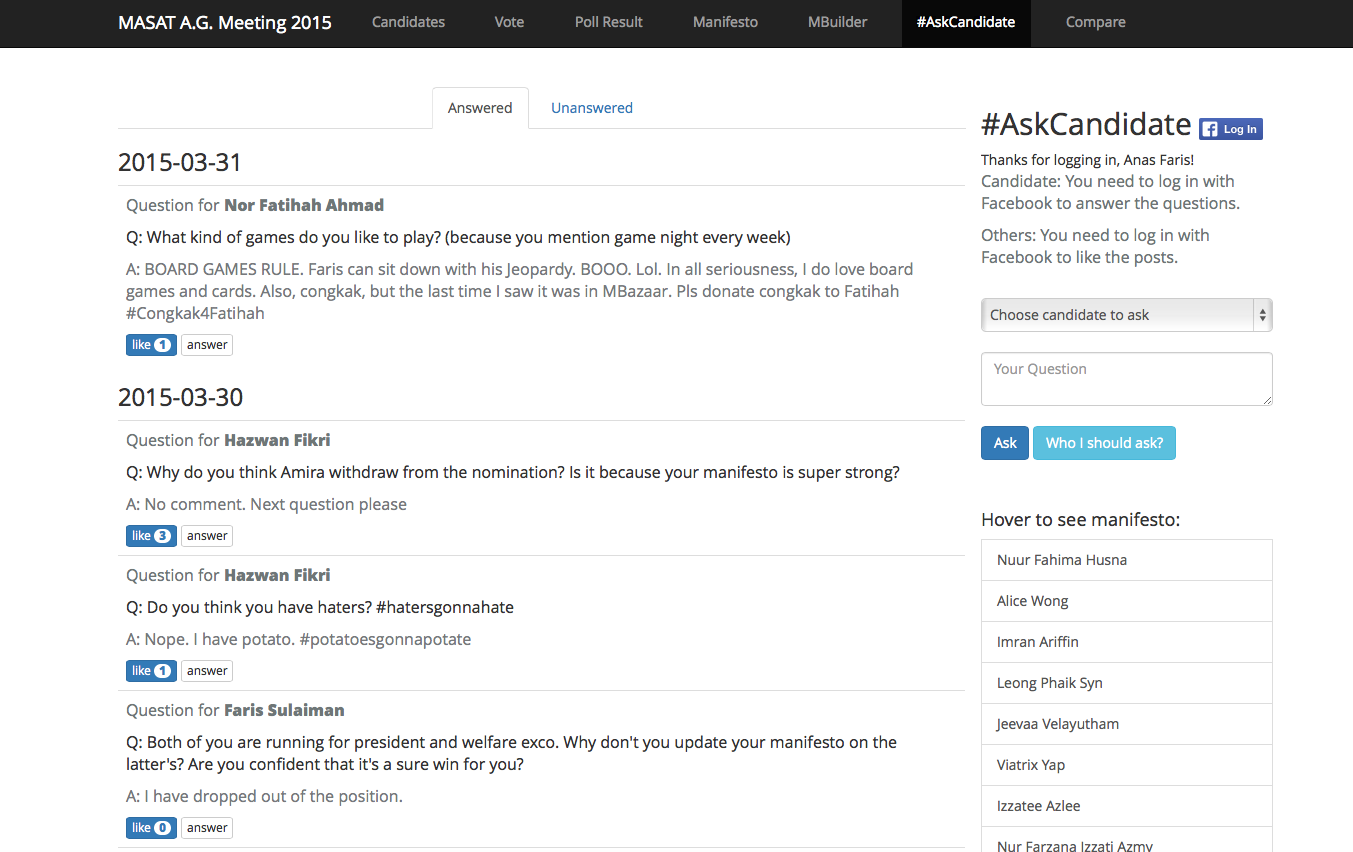 MASAT A.G. Meeting 2015
Candidates
Vote
Poll Result
Manifesto
MBuilder
#AskCandidate
Compare
Answered
Unanswered
2015-03-31
Question for Nor Fatihah Ahmad
Q: What kind of games do you like to play? (because you mention game night every week)
A: BOARD GAMES RULE. Faris can sit down with his Jeopardy. BOOO. Lol. In all seriousness, I do love board
games and cards. Also, congkak, but the last time I saw it was in MBazaar. Pls donate congkak to Fatihah
#Congkak4Fatihah
like 1 answer
2015-03-30
Question for Hazwan Fikri
Q: Why do you think Amira withdraw from the nomination? Is it because your manifesto is super strong?
A: No comment. Next question please
like 3 answer
Question for Hazwan Fikri
Q: Do you think you have haters? #hatersgonnahate
A: Nope. I have potato. #potatoesgonnapotate
like 1 answer
Question for Faris Sulaiman
Q: Both of you are running for president and welfare exco. Why don't you update your manifesto on the
latter's? Are you confident that it's a sure win for you?
A: I have dropped out of the position.
like 0 answer
#AskCandidate f Log In
Thanks for logging in, Anas Faris!
Candidate: You need to log in with
Facebook to answer the questions.
Others: You need to log in with
Facebook to like the posts.
Choose candidate to ask
Your Question
Ask
Who I should ask?
Hover to see manifesto:
Nuur Fahima Husna
Alice Wong
Imran Ariffin
Leong Phaik Syn
Jeevaa Velayutham
Viatrix Yap
Izzatee Azlee
Nur Farzana Izzati Azmy